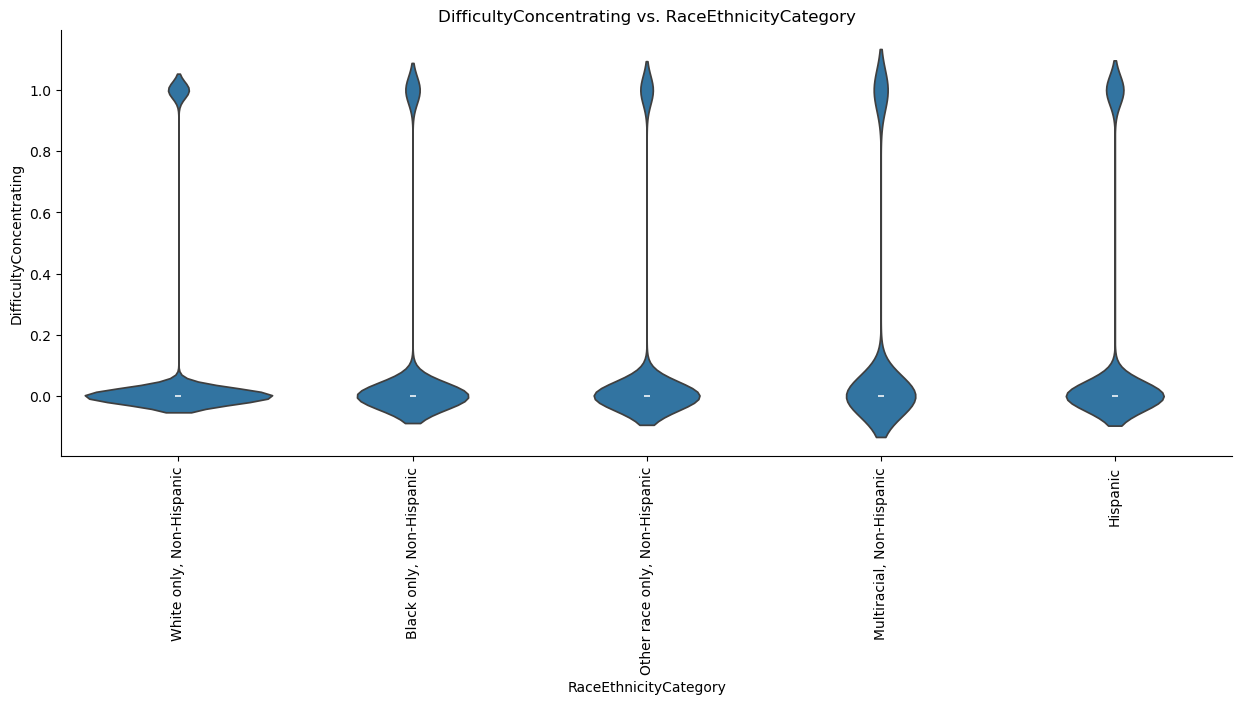 DifficultyConcentrating vs. RaceEthnicityCategory
DifficultyConcentrating
1.0
0.8
0.6
0.4
0.2
0.0
White only, Non-Hispanic
Black only, Non-Hispanic
Other race only, Non-Hispanic
Multiracial, Non-Hispanic
Hispanic
RaceEthnicityCategory